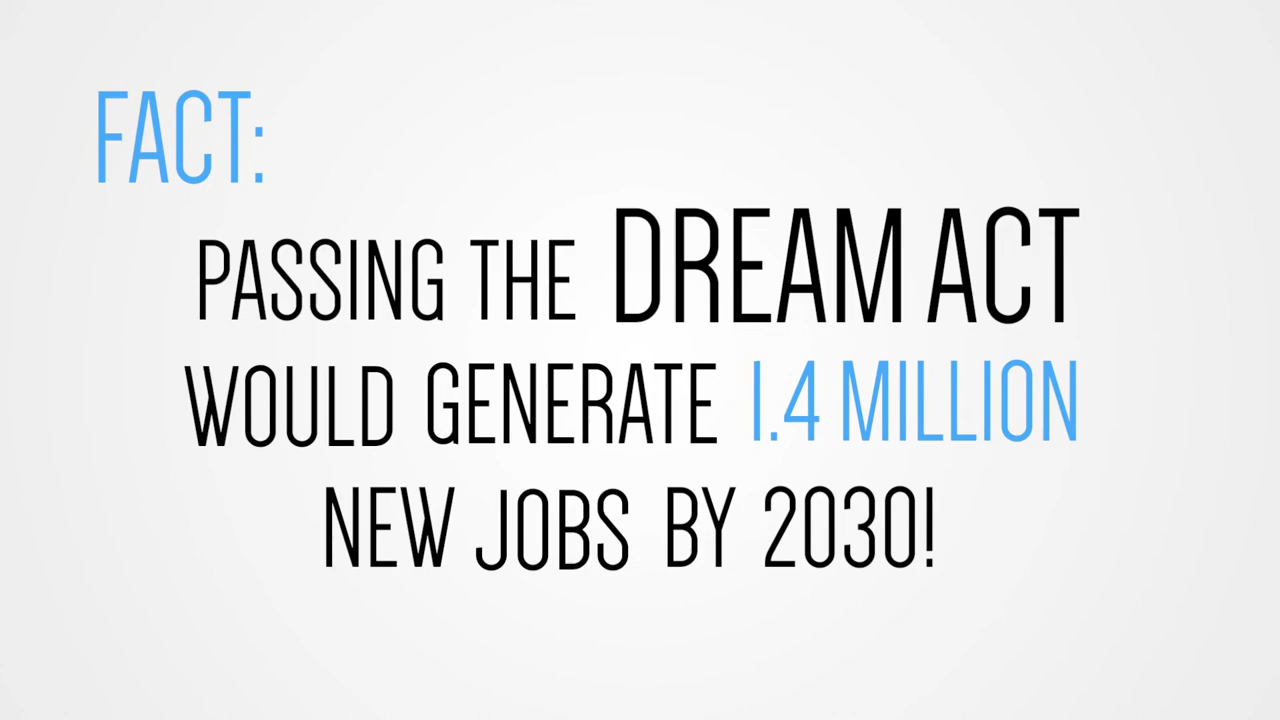 FACT:
PASSING THE DREAM ACT
WOULD GENERATE 1.4 MILLION
NEW JOBS BY 2030!